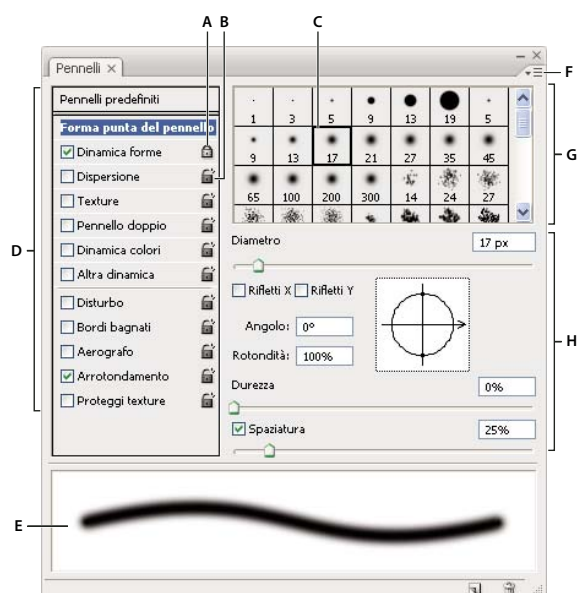 A B C
Pennelli ×
F
Pennelli predefiniti
Forma punta del pennello
Dinamica forme
Dispersione
Texture
Pennello doppio
Dinamica colori
Altra dinamica
Disturbo
Bordi bagnati
Aerografo
Arrotondamento
Proteggi texture
D
1 3 5 9 13 19 5
9 13 17 21 27 35 45
65 100 200 300 14 24 27
G
Diametro 17 px
Rifletti X Rifletti Y
Angolo: 0°
Rotondità: 100%
H
Durezza 0%
Spaziatura 25%
E